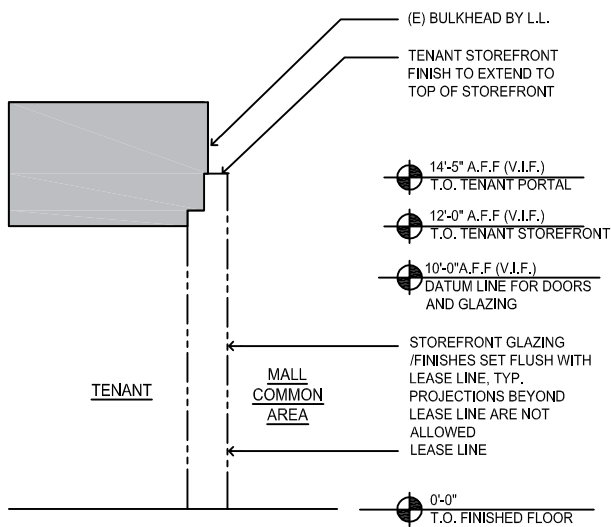 (E) BULKHEAD BY L.L.
TENANT STOREFRONT
FINISH TO EXTEND TO
TOP OF STOREFRONT
14'-5" A.F.F (V.I.F.)
T.O. TENANT PORTAL
12'-0" A.F.F (V.I.F.)
T.O. TENANT STOREFRONT
10'-0"A.F.F (V.I.F.)
DATUM LINE FOR DOORS
AND GLAZING
STOREFRONT GLAZING
/FINISHES SET FLUSH WITH
LEASE LINE, TYP.
PROJECTIONS BEYOND
LEASE LINE ARE NOT
ALLOWED
LEASE LINE
TENANT
MALL
COMMON
AREA
0'-0"
T.O. FINISHED FLOOR